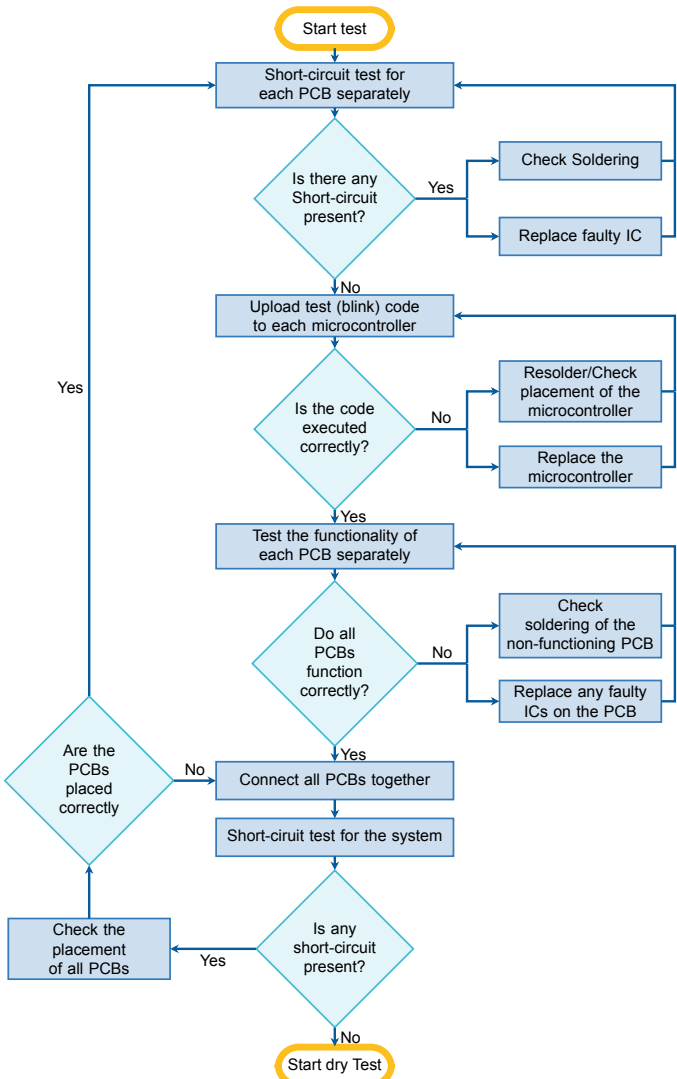 Start test
Short-circuit test for
each PCB separately
Is there any
Short-circuit
present?
Yes
Check Soldering
Replace faulty IC
No
Upload test (blink) code
to each microcontroller
Is the code
executed
correctly?
No
Resolder/Check
placement of the
microcontroller
Replace the
microcontroller
Yes
Yes
Test the functionality of
each PCB separately
Do all
PCBs
function
correctly?
No
Check
soldering of the
non-functioning PCB
Replace any faulty
ICs on the PCB
Yes
Are the
PCBs
placed
correctly
No
Connect all PCBs together
Short-ciruit test for the system
Is any
short-circuit
present?
Yes
Check the
placement
of all PCBs
No
Start dry Test